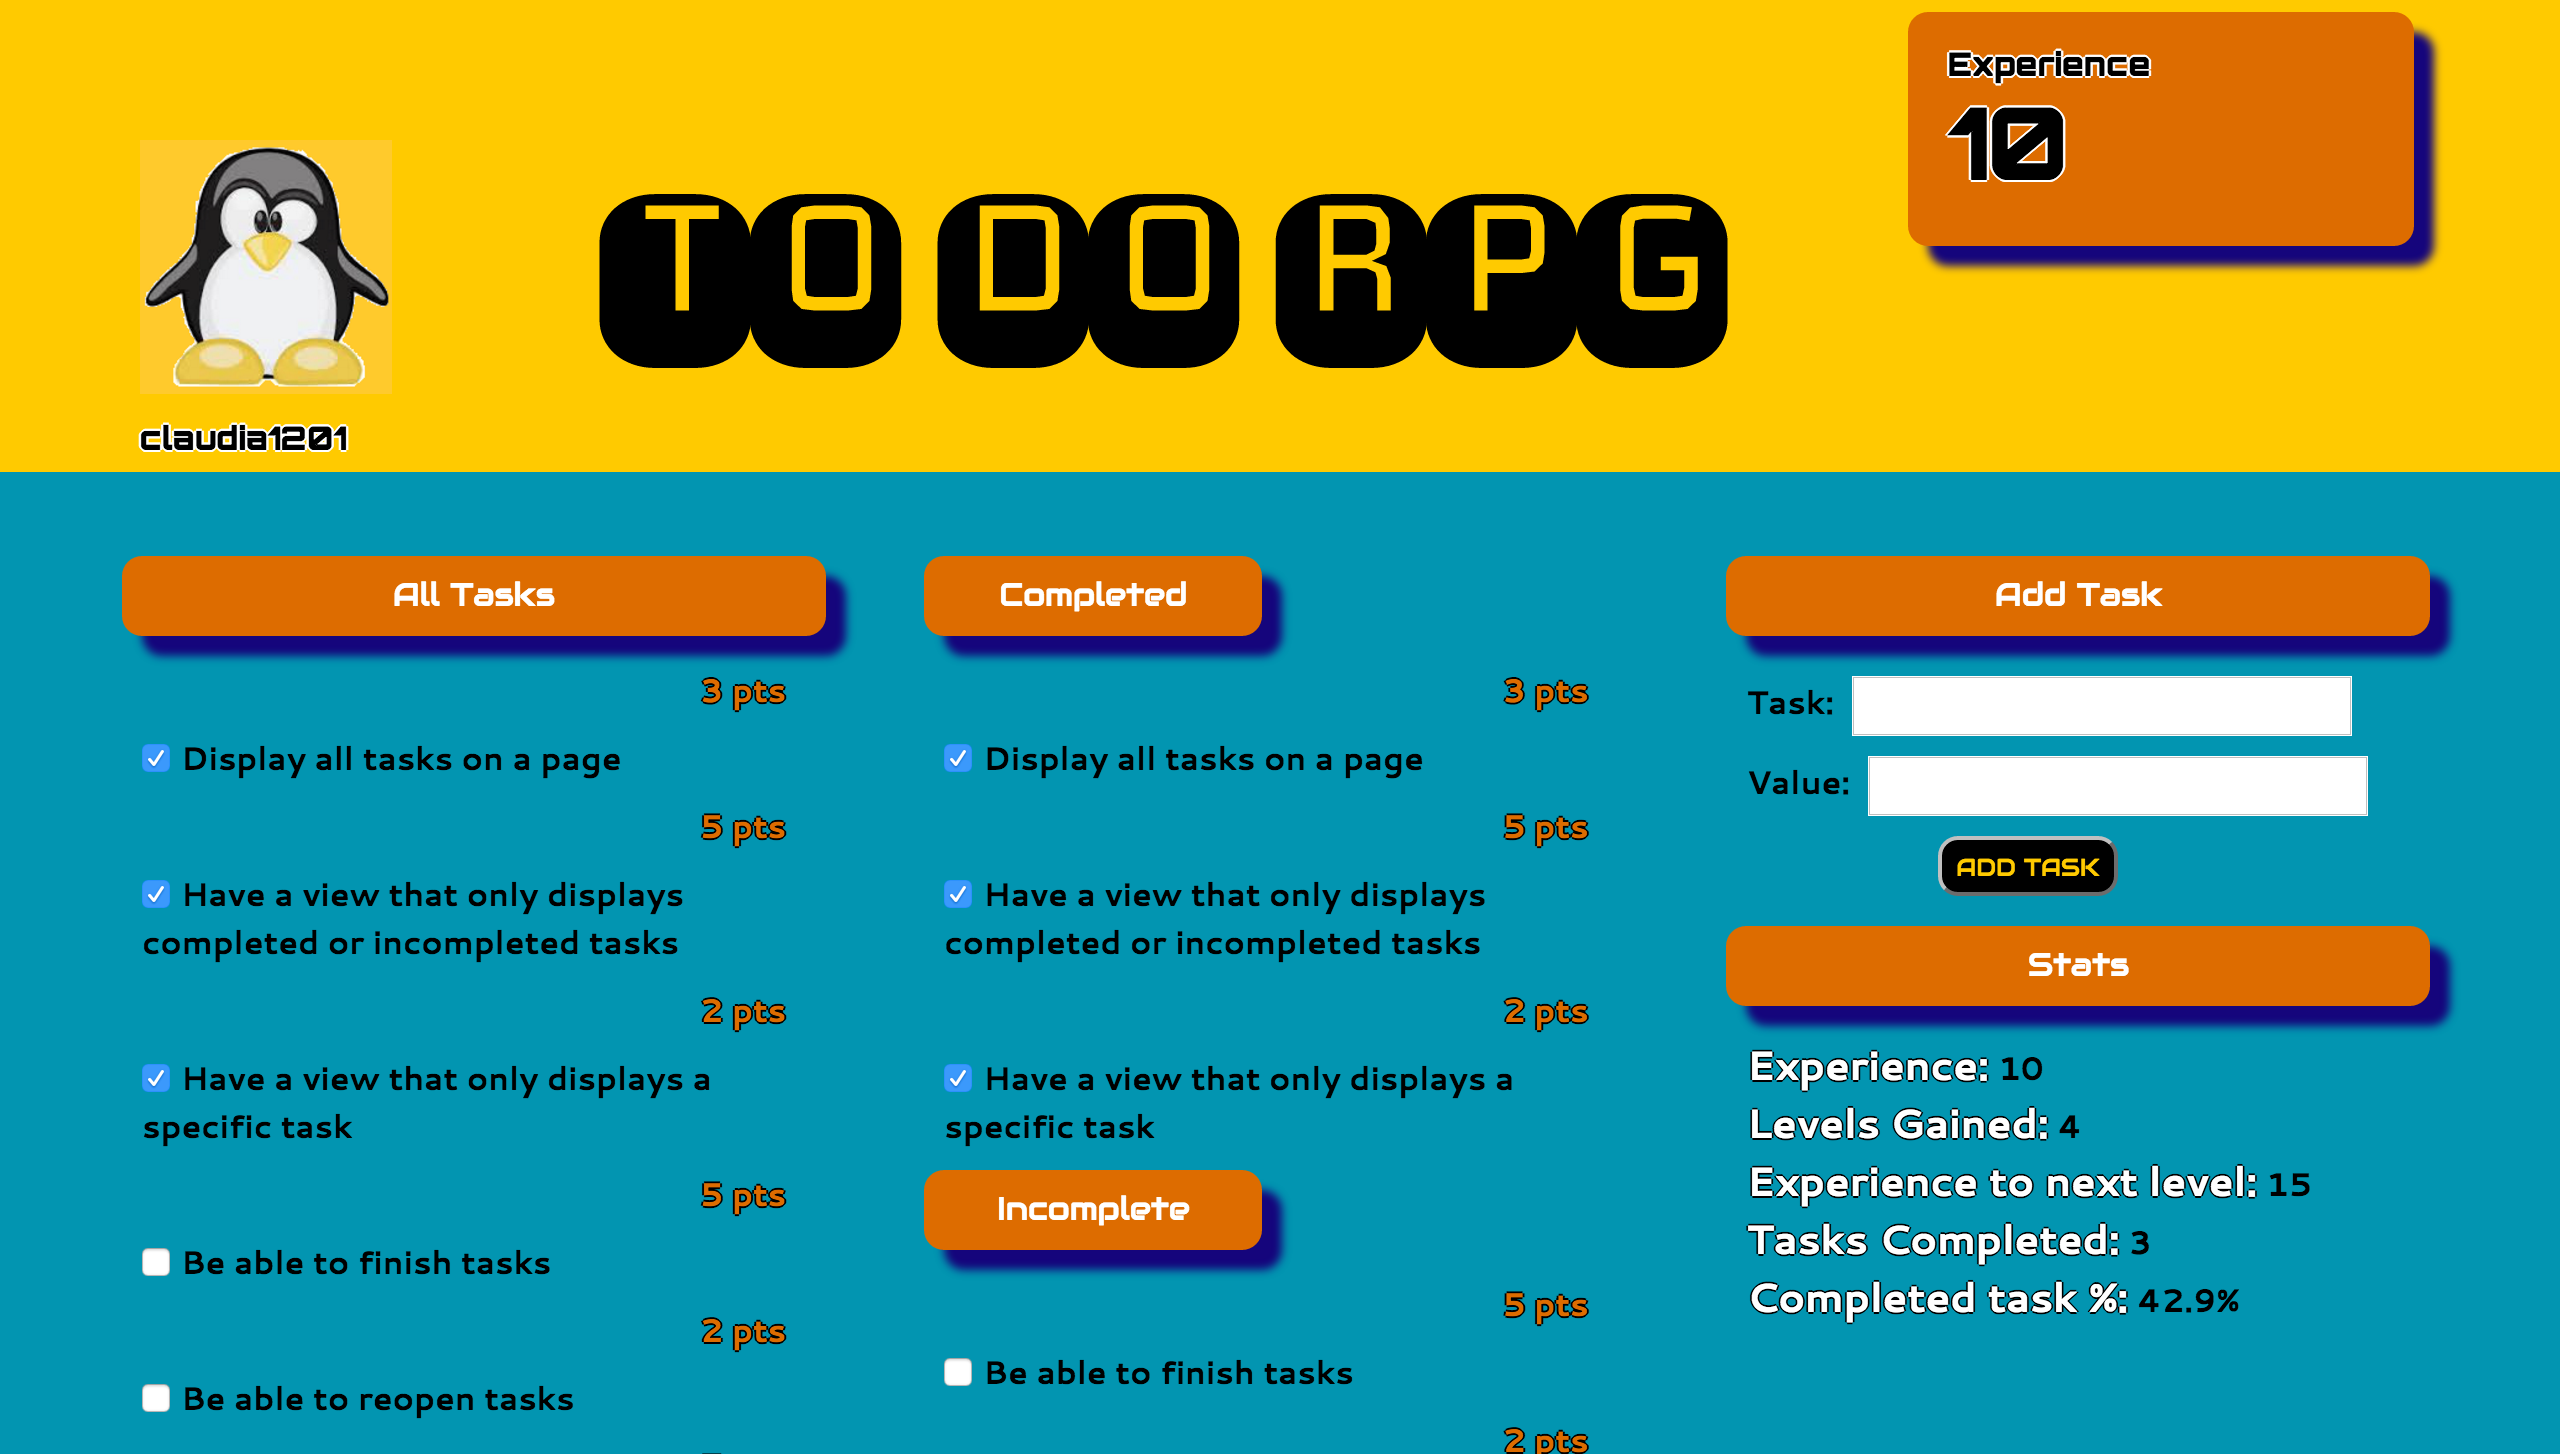 Experience
10
TO DO RPG
claudia1201
All Tasks
3 pts
Display all tasks on a page
5 pts
Have a view that only displays
completed or incompleted tasks
2 pts
Have a view that only displays a
specific task
5 pts
Be able to finish tasks
2 pts
Be able to reopen tasks
Completed
3 pts
Display all tasks on a page
5 pts
Have a view that only displays
completed or incompleted tasks
2 pts
Have a view that only displays a
specific task
Incomplete
5 pts
Be able to finish tasks
2 pts
Add Task
Task:
Value:
ADD TASK
Stats
Experience: 10
Levels Gained: 4
Experience to next level: 15
Tasks Completed: 3
Completed task %: 42.9%